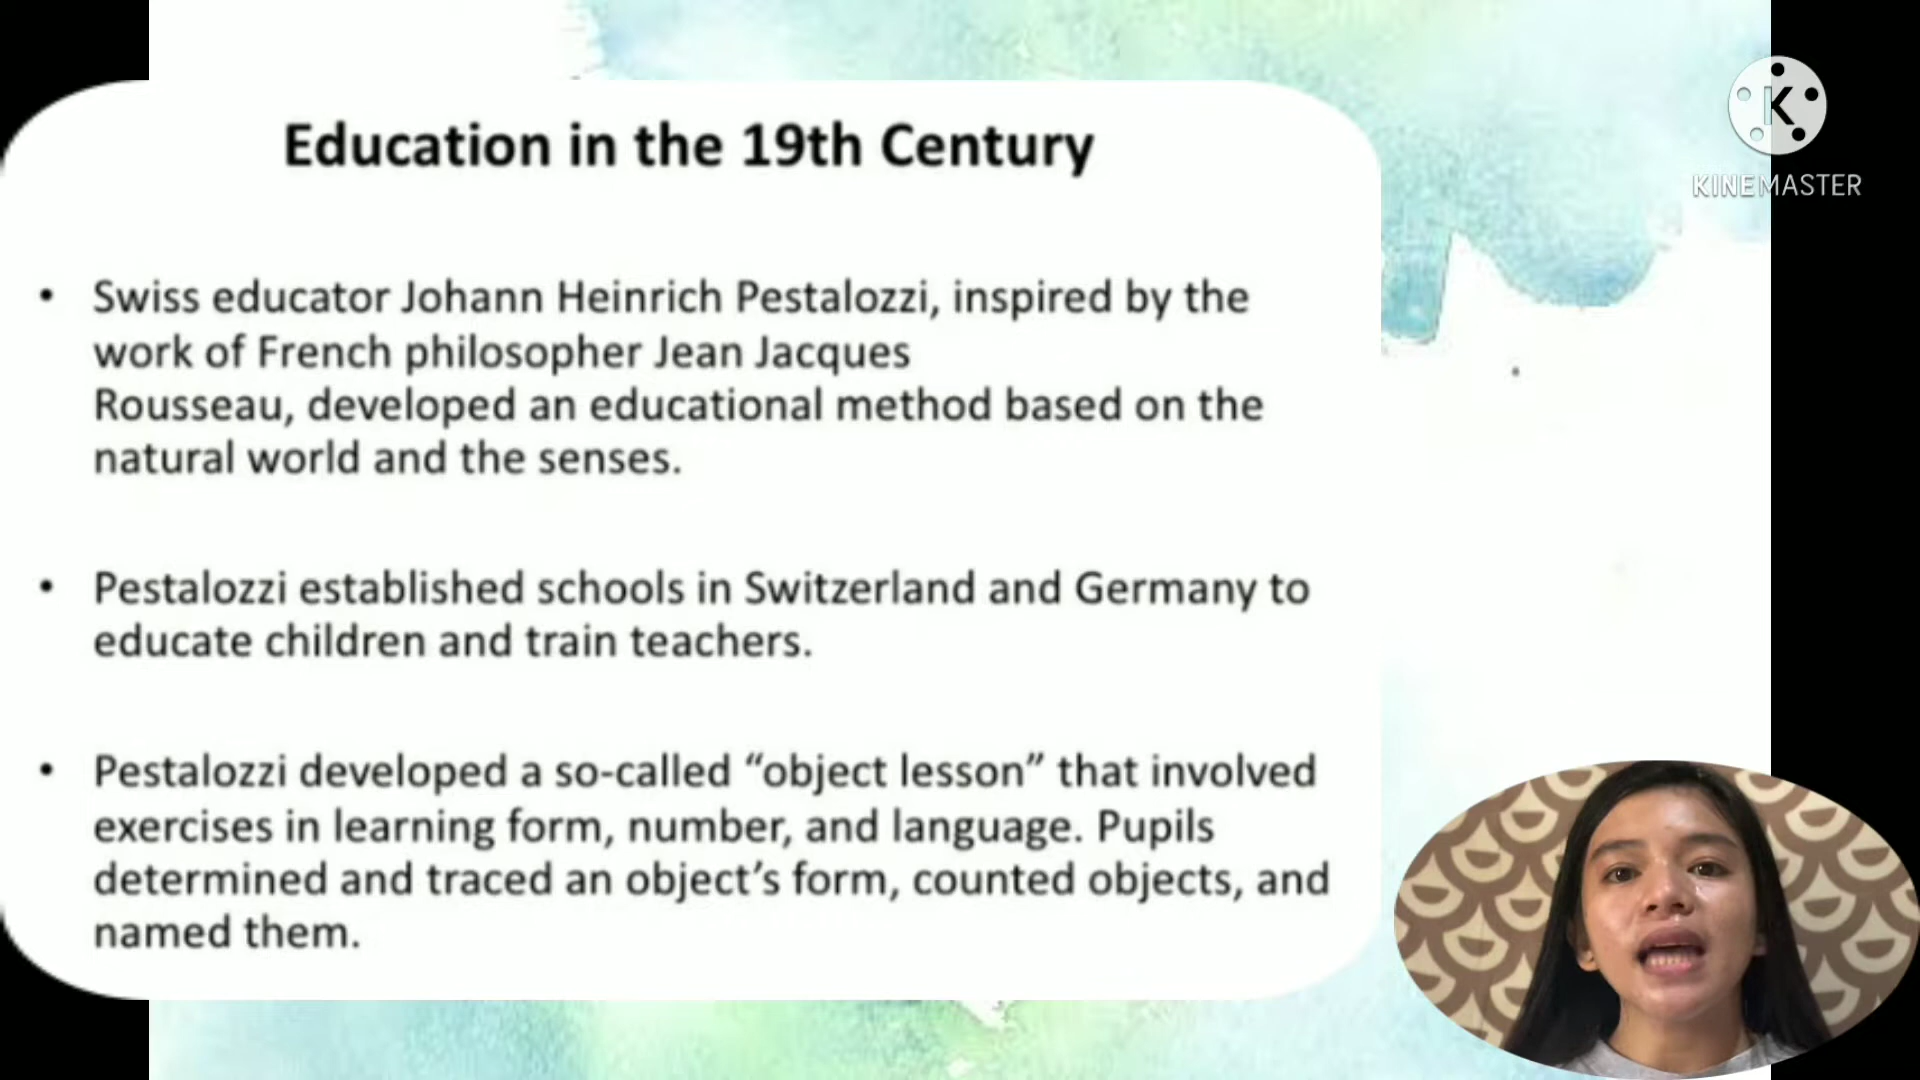 Education in the 19th Century
K
KINEMASTER
• Swiss educator Johann Heinrich Pestalozzi, inspired by the
work of French philosopher Jean Jacques
Rousseau, developed an educational method based on the
natural world and the senses.
• Pestalozzi established schools in Switzerland and Germany to
educate children and train teachers.
• Pestalozzi developed a so-called “object lesson” that involved
exercises in learning form, number, and language. Pupils
determined and traced an object’s form, counted objects, and
named them.